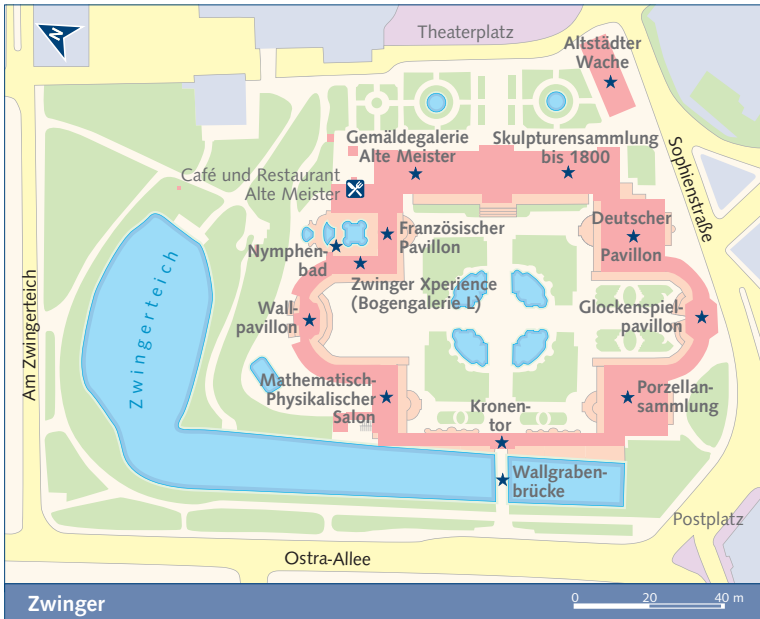 N
Theaterplatz
Altstädter
Wache
Gemäldegalerie
Alte Meister
Skulpturensammlung
bis 1800
Sophienstraße
Café und Restaurant
Alte Meister
Französischer
Pavillon
Deutscher
Pavillon
Nymphen-
bad
Zwinger Xperience
(Bogengalerie L)
Zwingerteich
Am Zwingerteich
Wall-
pavillon
Glockenspiel-
pavillon
Mathematisch-
Physikalischer
Salon
Kronen-
tor
Porzellan-
sammlung
Wallgraben-
brücke
Postplatz
Ostra-Allee
Zwinger
0 20 40 m